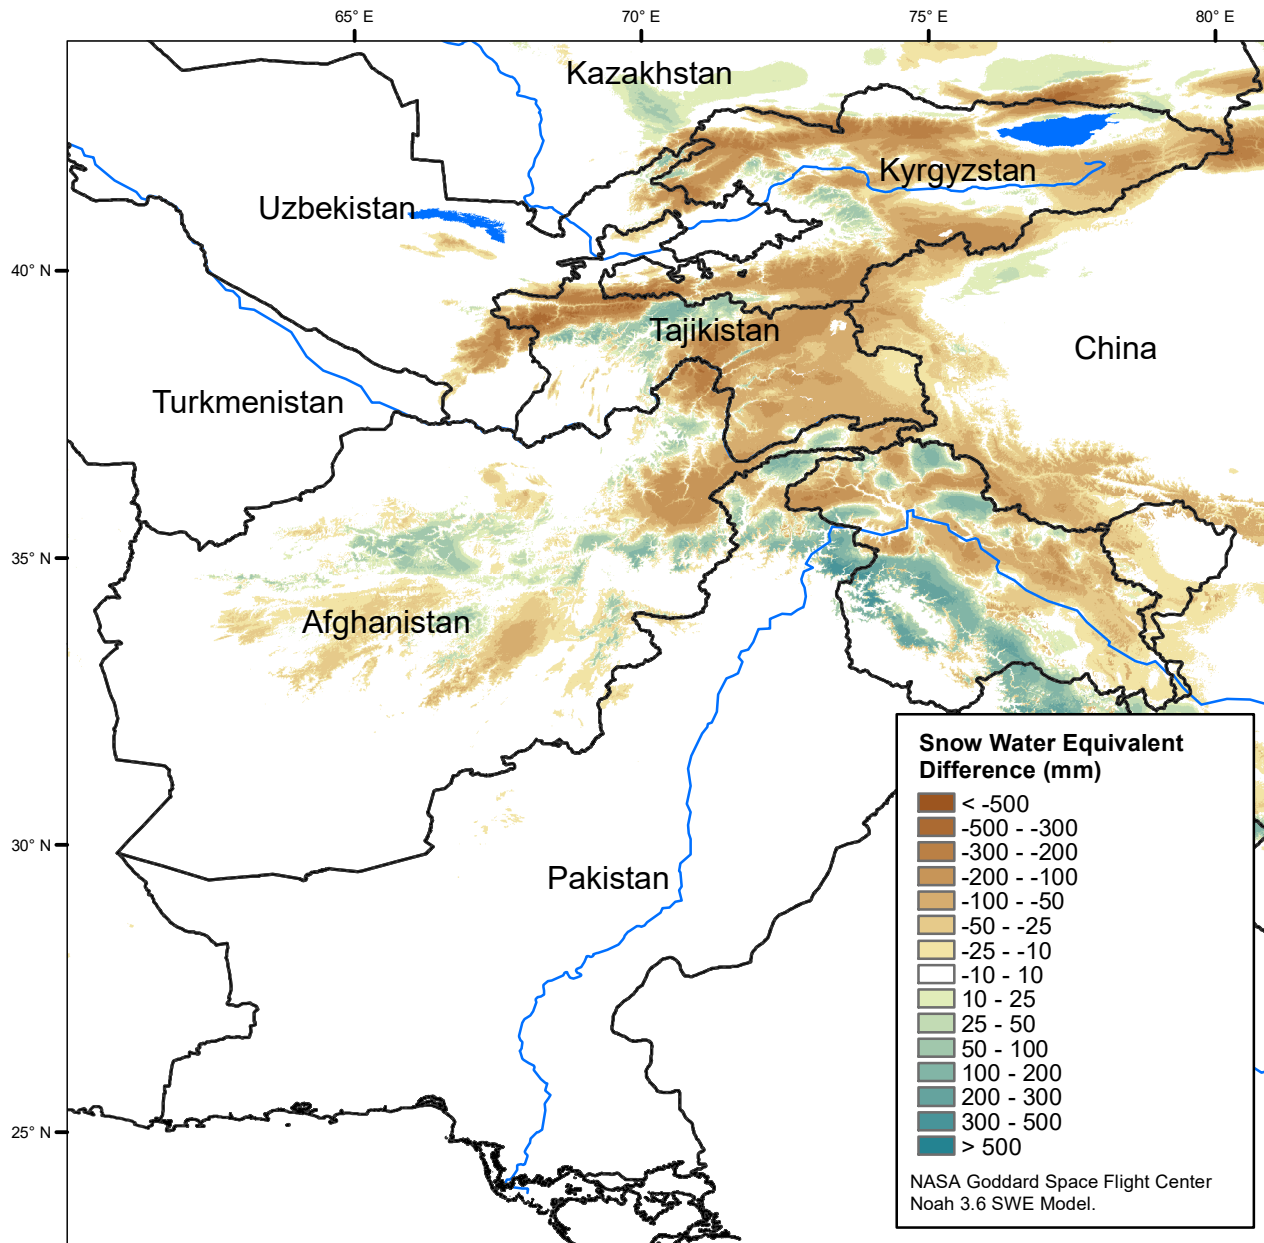 65° E
70° E
75° E
80° E
Kazakhstan
Kyrgyzstan
Uzbekistan
40° N
Tajikistan
China
Turkmenistan
35° N
Afghanistan
30° N
Pakistan
25° N
Snow Water Equivalent
Difference (mm)
< -500
-500 - -300
-300 - -200
-200 - -100
-100 - -50
-50 - -25
-25 - -10
-10 - 10
10 - 25
25 - 50
50 - 100
100 - 200
200 - 300
300 - 500
> 500
NASA Goddard Space Flight Center
Noah 3.6 SWE Model.